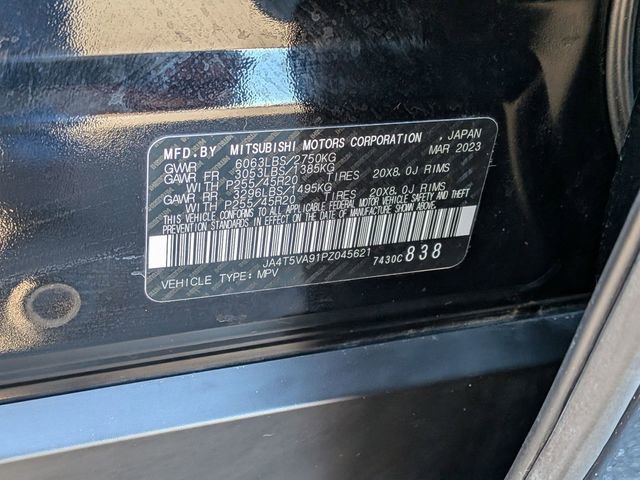 MFD.BY MITSUBISHI MOTORS CORPORATION , JAPAN
GVWR 6063LBS/2750KG MAR 2023
GAWR FR 3053LBS/1385KG
WITH P255/45R20 TIRES 20X8.0J RIMS
GAWR RR 3296LBS/1495KG
WITH P255/45R20 TIRES 20X8.0J RIMS
THIS VEHICLE CONFORMS TO ALL APPLICABLE FEDERAL MOTOR VEHICLE SAFETY AND THEFT
PREVENTION STANDARDS IN EFFECT ON THE DATE OF MANUFACTURE SHOWN ABOVE.
JA4T5VA91PZ045621 7430C 838
VEHICLE TYPE: MPV